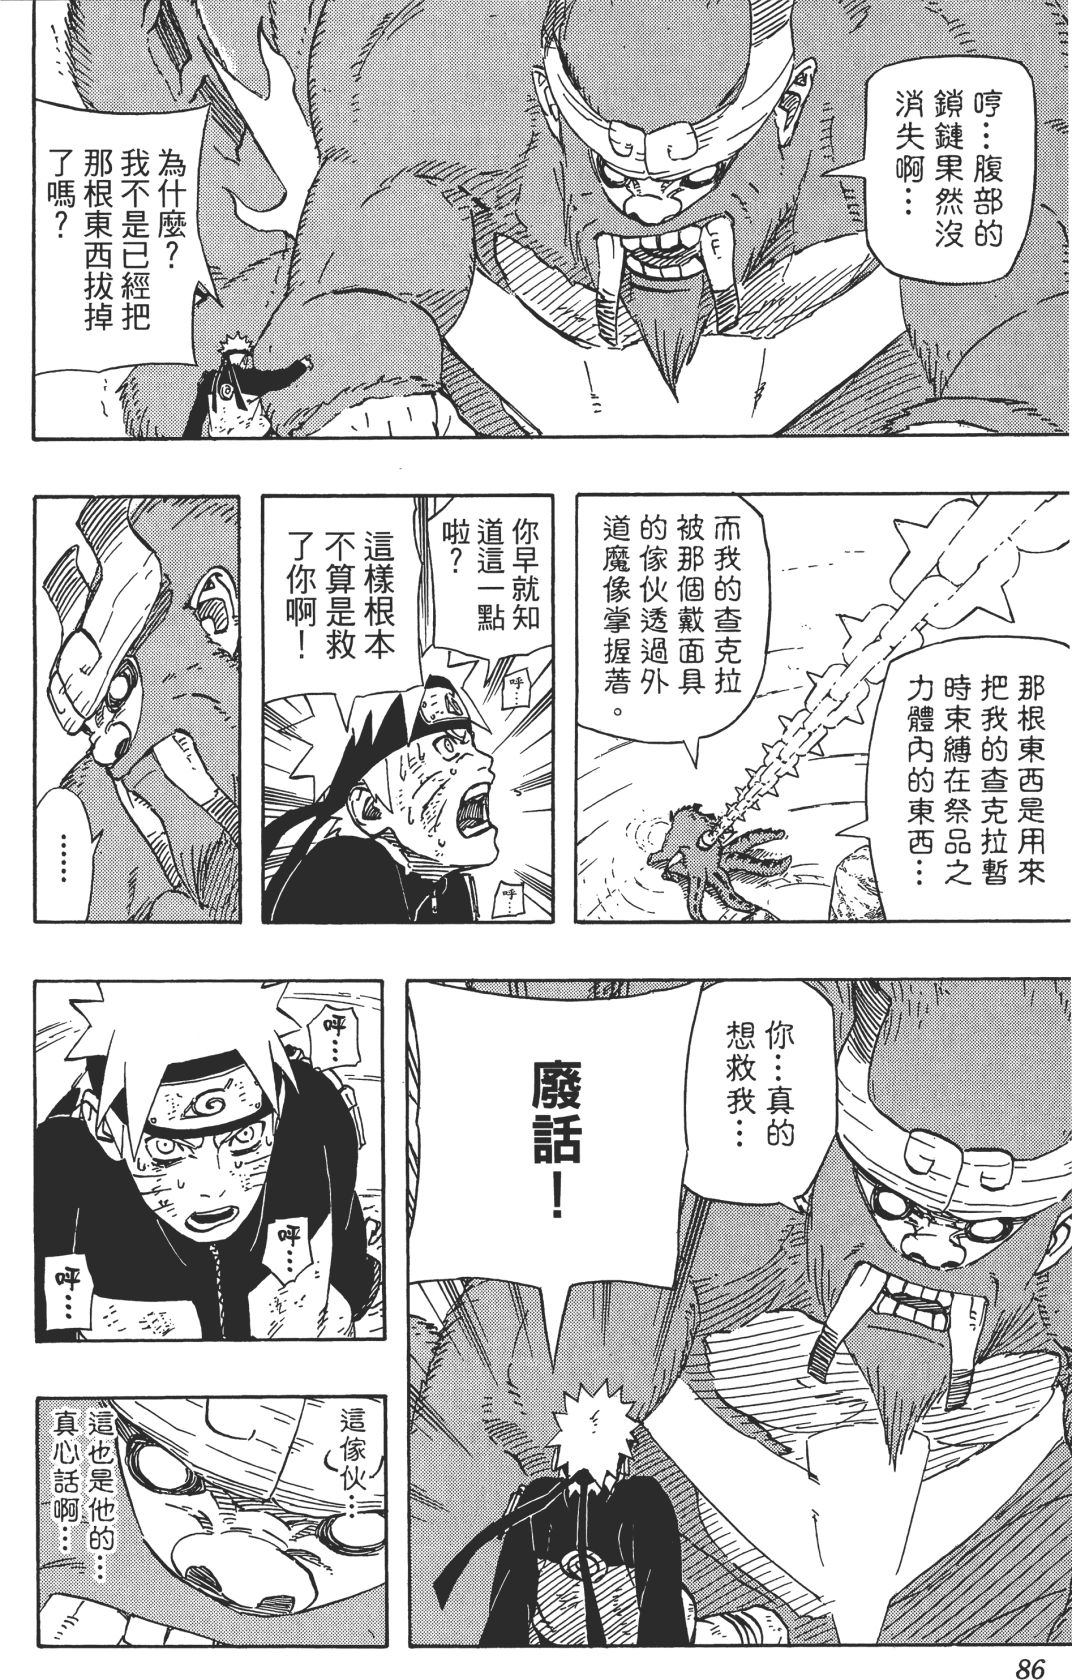 哼…腹部的
鎖鏈果然沒
消失啊…
為什麼？
我不是已經把
那根東西拔掉
了嗎？
那根東西是用來
把我的查克拉暫
時束縛在祭品之
力體內的東西…
而我的查克拉
被那個戴面具
的傢伙透過外
道魔像掌握著。
你早就知
道這一點
啦？
呼…
這樣根本
不算是救
了你啊！
呼…
……
你…真的
想救我…
廢話！
呼…
呼…
呼…
這傢伙…
這也是他的…
真心話啊…
86